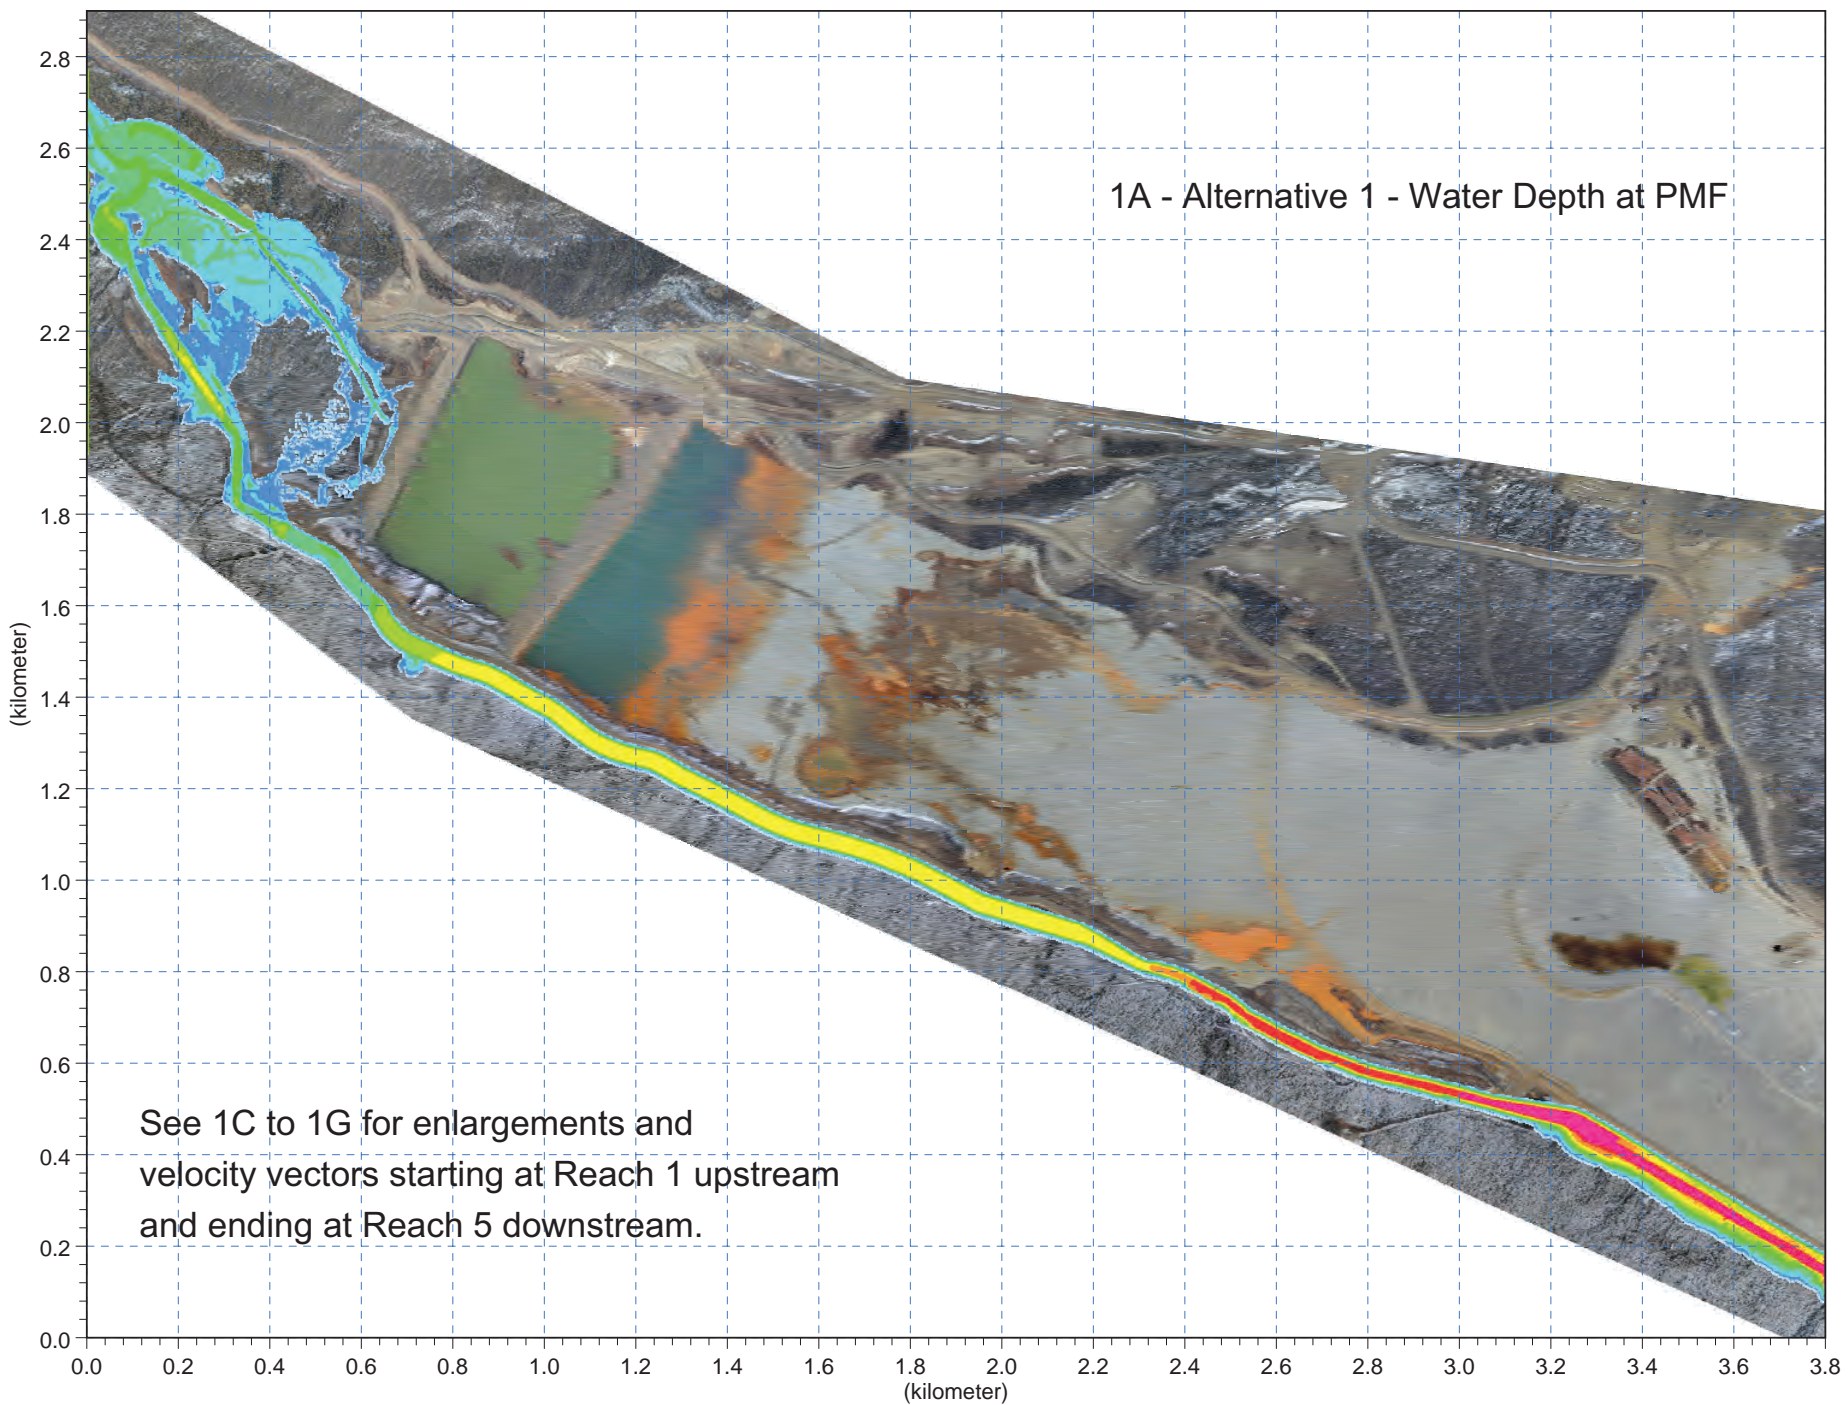 1A - Alternative 1 - Water Depth at PMF
See 1C to 1G for enlargements and
velocity vectors starting at Reach 1 upstream
and ending at Reach 5 downstream.
2.8
2.6
2.4
2.2
2.0
1.8
1.6
1.4
1.2
1.0
0.8
0.6
0.4
0.2
0.0
(kilometer)
0.0 0.2 0.4 0.6 0.8 1.0 1.2 1.4 1.6 1.8 2.0 2.2 2.4 2.6 2.8 3.0 3.2 3.4 3.6 3.8
(kilometer)